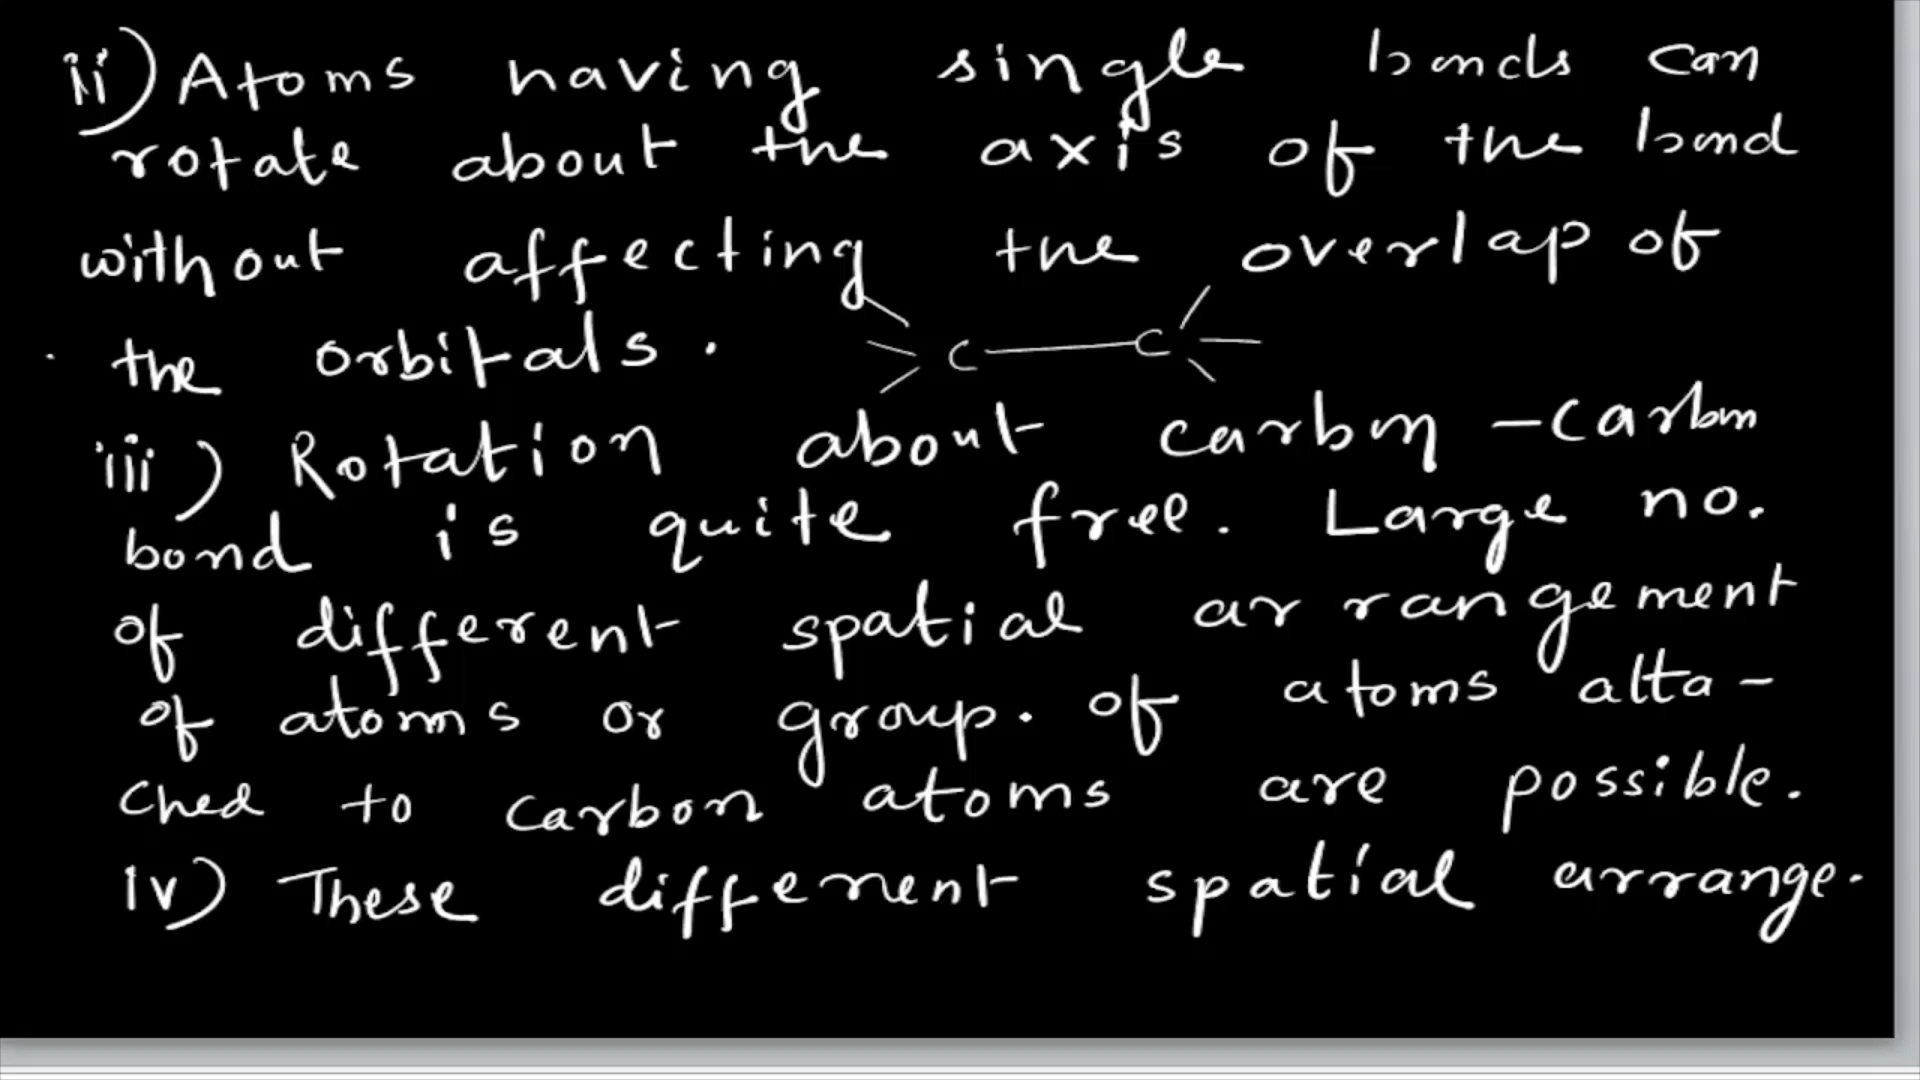 ii) Atoms having single bonds can
rotate about the axis of the bond
without affecting the overlap of
the orbitals.
C — C
iii) Rotation about carbon - carbon
bond is quite free. Large no.
of different spatial arrangement
of atoms or group. of atoms atta-
ched to carbon atoms are possible.
iv) These different spatial arrange.